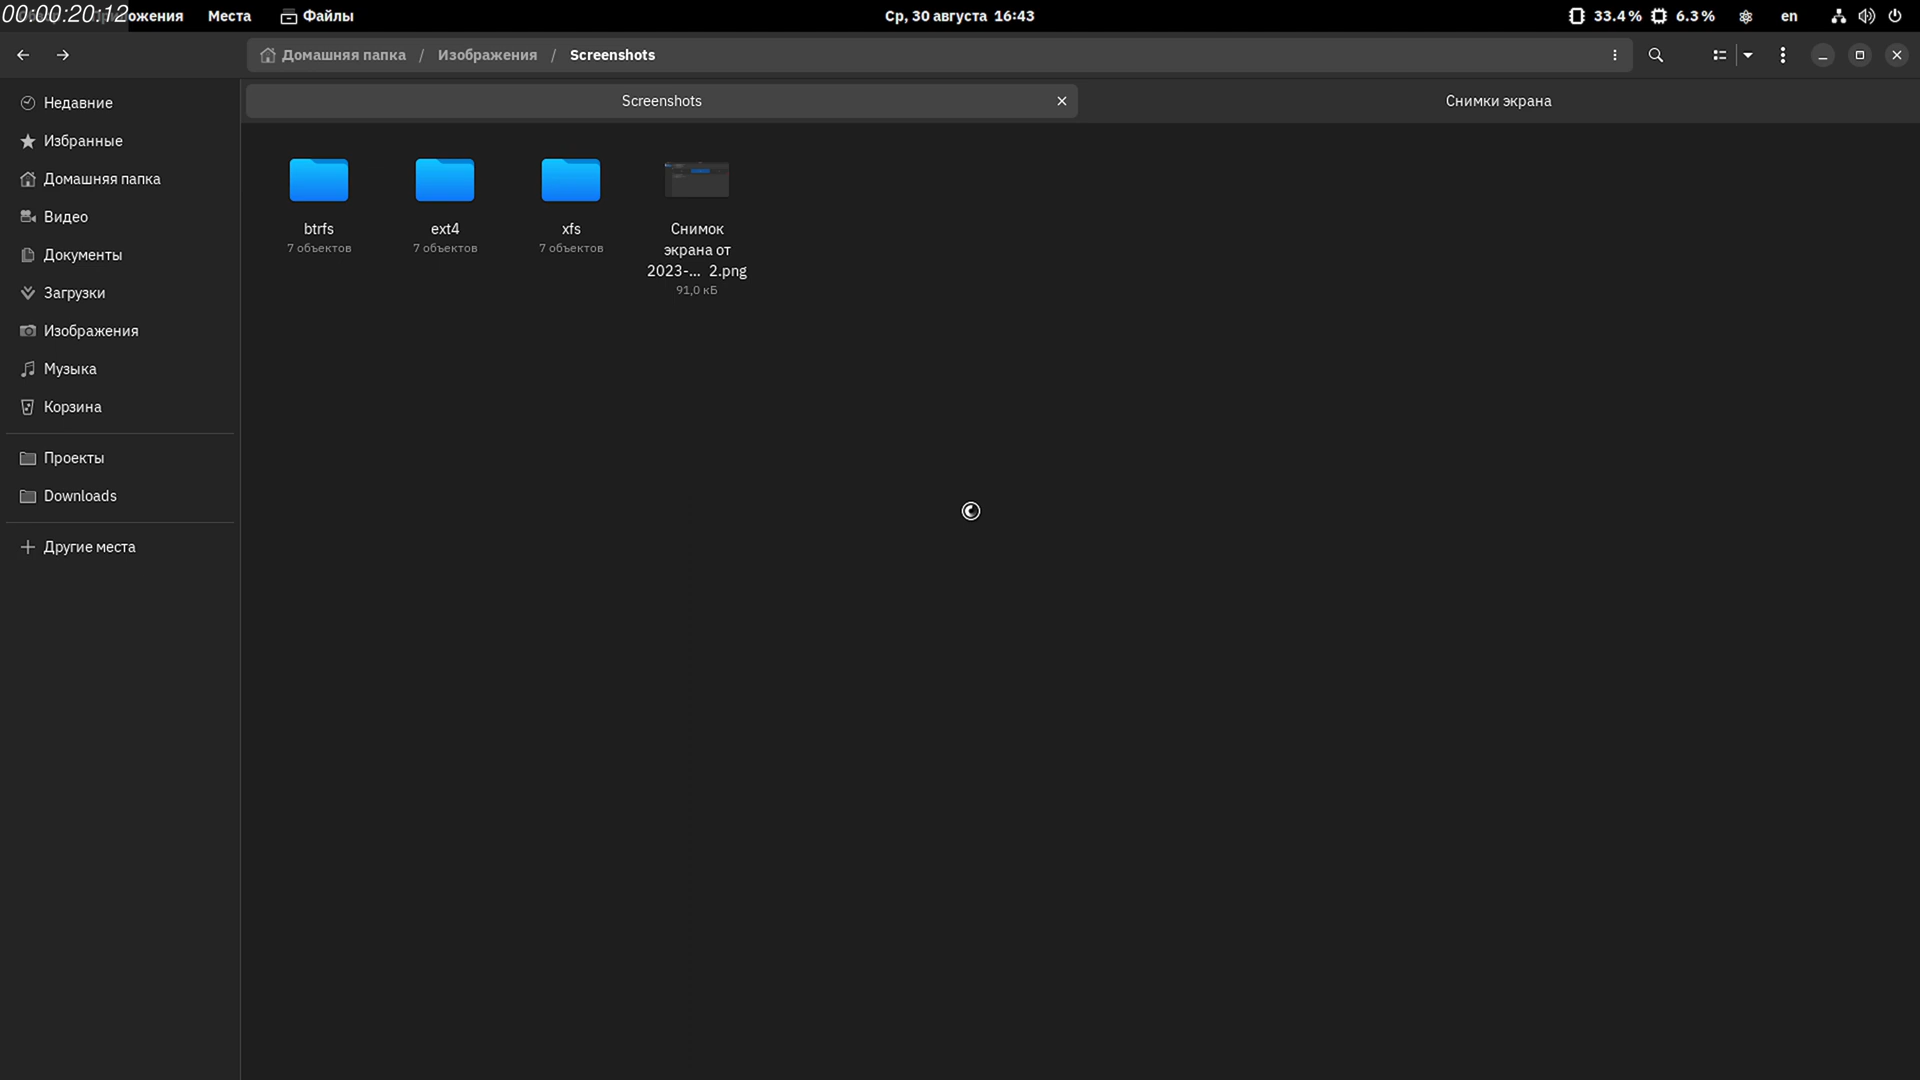 00:00:20:12
ожения
Места
Файлы
Ср, 30 августа 16:43
33.4 %
6.3 %
en
Домашняя папка / Изображения / Screenshots
Screenshots
Снимки экрана
Недавние
Избранные
Домашняя папка
Видео
Документы
Загрузки
Изображения
Музыка
Корзина
Проекты
Downloads
Другие места
btrfs
7 объектов
ext4
7 объектов
xfs
7 объектов
Снимок
экрана от
2023-... 2.png
91,0 кБ